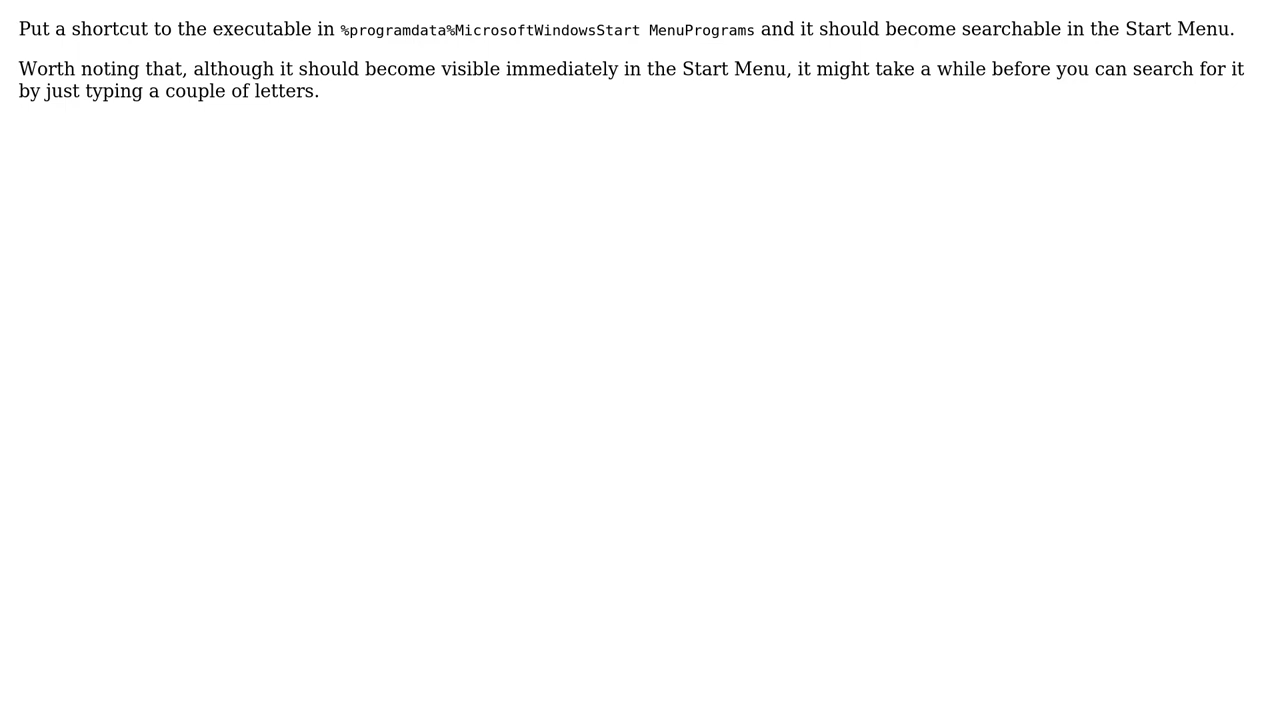 Put a shortcut to the executable in %programdata%MicrosoftWindowsStart MenuPrograms and it should become searchable in the Start Menu.
Worth noting that, although it should become visible immediately in the Start Menu, it might take a while before you can search for it
by just typing a couple of letters.